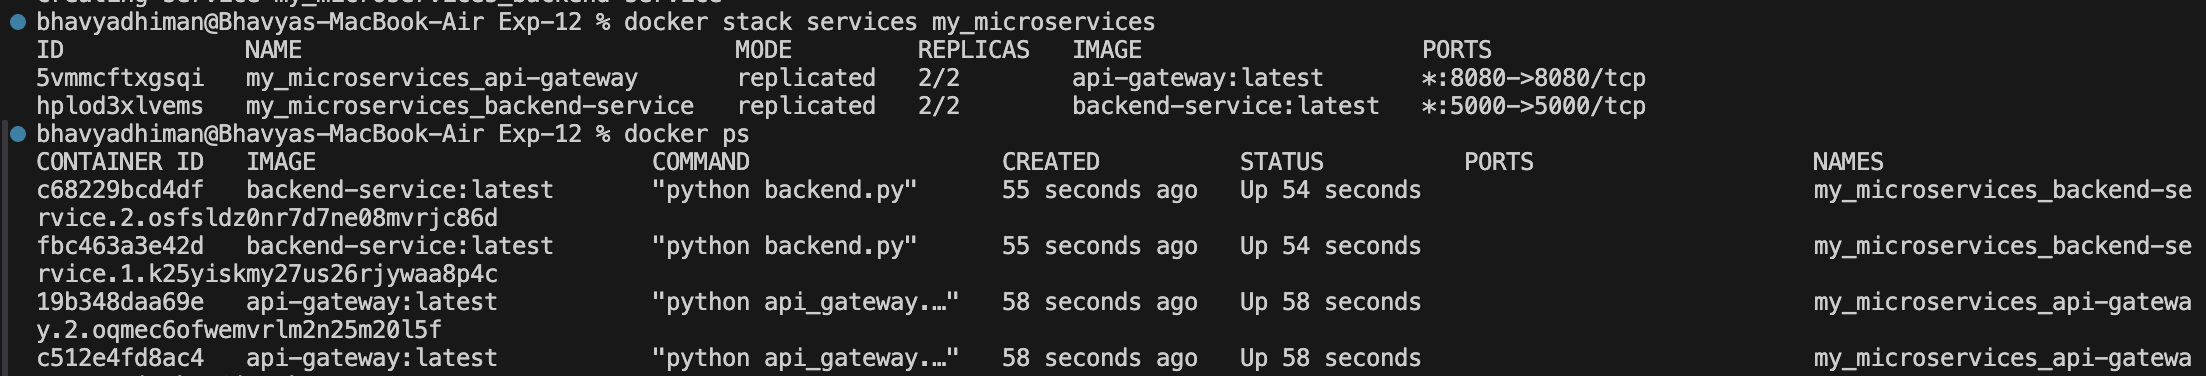 bhavyadhiman@Bhavyas-MacBook-Air Exp-12 % docker stack services my_microservices
ID NAME MODE REPLICAS IMAGE PORTS
5vmmcftxgsqi my_microservices_api-gateway replicated 2/2 api-gateway:latest *:8080->8080/tcp
hplod3xlvems my_microservices_backend-service replicated 2/2 backend-service:latest *:5000->5000/tcp
bhavyadhiman@Bhavyas-MacBook-Air Exp-12 % docker ps
CONTAINER ID IMAGE COMMAND CREATED STATUS PORTS NAMES
c68229bcd4df backend-service:latest "python backend.py" 55 seconds ago Up 54 seconds my_microservices_backend-se
rvice.2.osfsldz0nr7d7ne08mvrjc86d
fbc463a3e42d backend-service:latest "python backend.py" 55 seconds ago Up 54 seconds my_microservices_backend-se
rvice.1.k25yiskmy27us26rjywaa8p4c
19b348daa69e api-gateway:latest "python api_gateway.…" 58 seconds ago Up 58 seconds my_microservices_api-gatewa
y.2.oqmec6ofwemvrlm2n25m20l5f
c512e4fd8ac4 api-gateway:latest "python api_gateway.…" 58 seconds ago Up 58 seconds my_microservices_api-gatewa